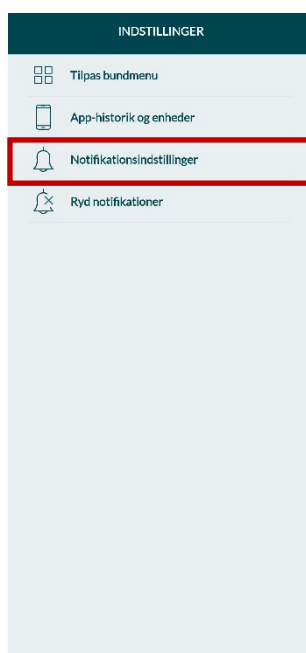 INDSTILLINGER
Tilpas bundmenu
App-historik og enheder
Notifikationsindstillinger
Ryd notifikationer